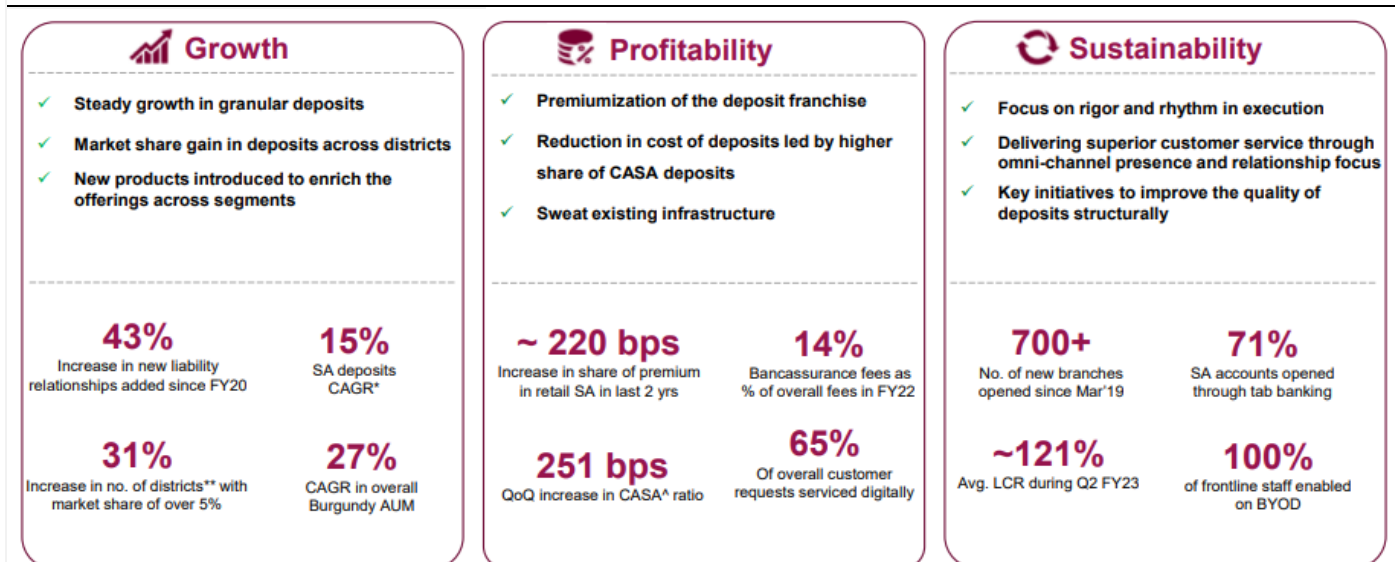 Growth
✓ Steady growth in granular deposits
✓ Market share gain in deposits across districts
✓ New products introduced to enrich the
offerings across segments
43%
Increase in new liability
relationships added since FY20
15%
SA deposits
CAGR*
31%
Increase in no. of districts** with
market share of over 5%
27%
CAGR in overall
Burgundy AUM
Profitability
✓ Premiumization of the deposit franchise
✓ Reduction in cost of deposits led by higher
share of CASA deposits
✓ Sweat existing infrastructure
~ 220 bps
Increase in share of premium
in retail SA in last 2 yrs
14%
Bancassurance fees as
% of overall fees in FY22
251 bps
QoQ increase in CASA^ ratio
65%
Of overall customer
requests serviced digitally
Sustainability
✓ Focus on rigor and rhythm in execution
✓ Delivering superior customer service through
omni-channel presence and relationship focus
✓ Key initiatives to improve the quality of
deposits structurally
700+
No. of new branches
opened since Mar'19
71%
SA accounts opened
through tab banking
~121%
Avg. LCR during Q2 FY23
100%
of frontline staff enabled
on BYOD